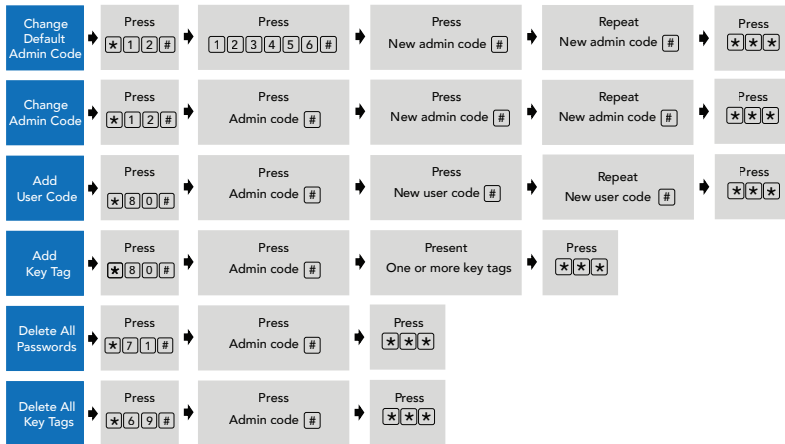 Change
Default
Admin Code
Press
*12#
Press
123456#
Press
New admin code #
Repeat
New admin code #
Press
***
Change
Admin Code
Press
*12#
Press
Admin code #
Press
New admin code #
Repeat
New admin code #
Press
***
Add
User Code
Press
*80#
Press
Admin code #
Press
New user code #
Repeat
New user code #
Press
***
Add
Key Tag
Press
*80#
Press
Admin code #
Present
One or more key tags
Press
***
Delete All
Passwords
Press
*71#
Press
Admin code #
Press
***
Delete All
Key Tags
Press
*69#
Press
Admin code #
Press
***